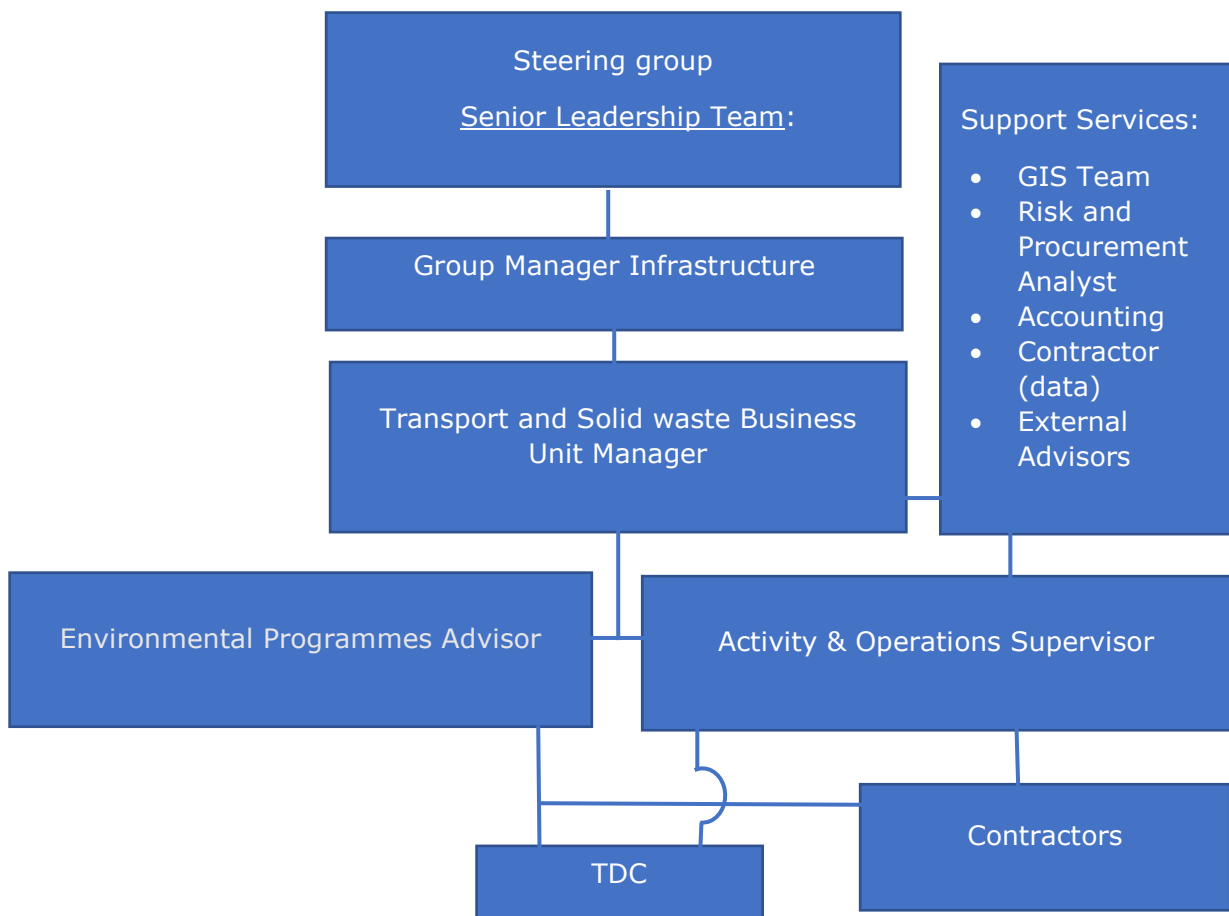 Steering group
Senior Leadership Team:
Support Services:
• GIS Team
• Risk and
Procurement
Analyst
• Accounting
• Contractor
(data)
• External
Advisors
Group Manager Infrastructure
Transport and Solid waste Business
Unit Manager
Environmental Programmes Advisor
Activity & Operations Supervisor
Contractors
TDC